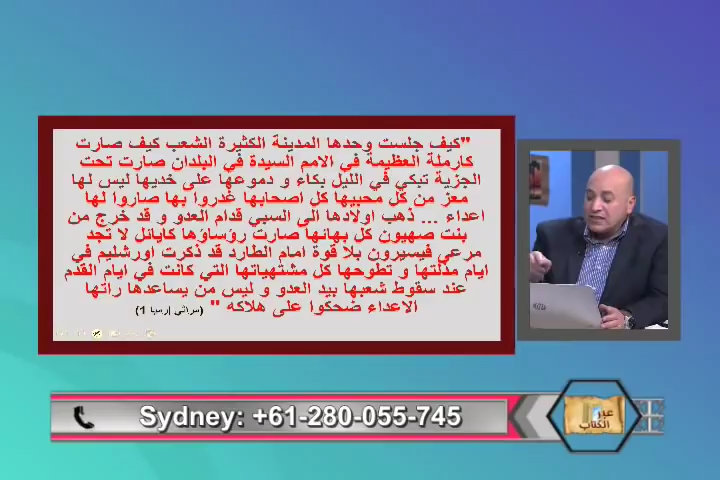 "كيف جلست وحدها المدينة الكثيرة الشعب كيف صارت
كارملة العظيمة في الامم السيدة في البلدان صارت تحت
الجزية تبكي في الليل بكاء و دموعها على خديها ليس لها
معز من كل محبيها كل اصحابها غدروا بها صاروا لها
اعداء ... ذهب اولادها الى السبي قدام العدو و قد خرج من
بنت صهيون كل بهائها صارت رؤساؤها كايائل لا تجد
مرعى فيسيرون بلا قوة امام الطارد قد ذكرت اورشليم في
ايام مذلتها و تطوحها كل مشتهياتها التي كانت في ايام القدم
عند سقوط شعبها بيد العدو و ليس من يساعدها راتها
الاعداء ضحكوا على هلاكه " (مراثي إرميا 1)
Sydney: +61-280-055-745
عبر
الكتاب